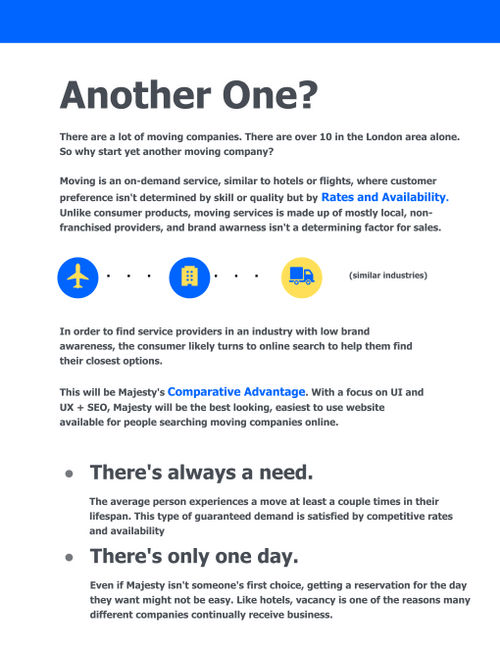 Another One?
There are a lot of moving companies. There are over 10 in the London area alone.
So why start yet another moving company?
Moving is an on-demand service, similar to hotels or flights, where customer
preference isn't determined by skill or quality but by Rates and Availability.
Unlike consumer products, moving services is made up of mostly local, non-
franchised providers, and brand awarness isn't a determining factor for sales.
(similar industries)
In order to find service providers in an industry with low brand
awareness, the consumer likely turns to online search to help them find
their closest options.
This will be Majesty's Comparative Advantage. With a focus on UI and
UX + SEO, Majesty will be the best looking, easiest to use website
available for people searching moving companies online.
• There's always a need.
The average person experiences a move at least a couple times in their
lifespan. This type of guaranteed demand is satisfied by competitive rates
and availability
• There's only one day.
Even if Majesty isn't someone's first choice, getting a reservation for the day
they want might not be easy. Like hotels, vacancy is one of the reasons many
different companies continually receive business.